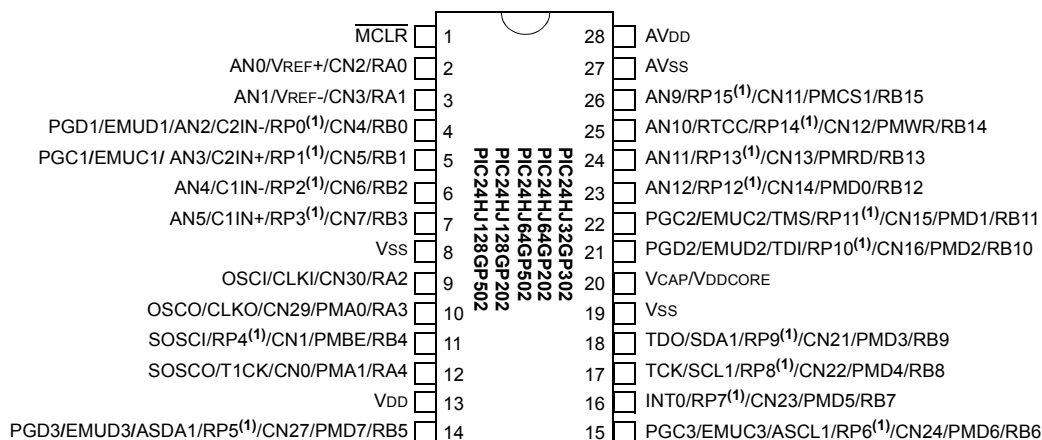 MCLR 1 28 AVDD
AN0/VREF+/CN2/RA0 2 27 AVSS
AN1/VREF-/CN3/RA1 3 26 AN9/RP15(1)/CN11/PMCS1/RB15
PGD1/EMUD1/AN2/C2IN-/RP0(1)/CN4/RB0 4 25 AN10/RTCC/RP14(1)/CN12/PMWR/RB14
PGC1/EMUC1/ AN3/C2IN+/RP1(1)/CN5/RB1 5 24 AN11/RP13(1)/CN13/PMRD/RB13
AN4/C1IN-/RP2(1)/CN6/RB2 6 23 AN12/RP12(1)/CN14/PMD0/RB12
AN5/C1IN+/RP3(1)/CN7/RB3 7 22 PGC2/EMUC2/TMS/RP11(1)/CN15/PMD1/RB11
VSS 8 21 PGD2/EMUD2/TDI/RP10(1)/CN16/PMD2/RB10
OSCI/CLKI/CN30/RA2 9 20 VCAP/VDDCORE
OSCO/CLKO/CN29/PMA0/RA3 10 19 VSS
SOSCI/RP4(1)/CN1/PMBE/RB4 11 18 TDO/SDA1/RP9(1)/CN21/PMD3/RB9
SOSCO/T1CK/CN0/PMA1/RA4 12 17 TCK/SCL1/RP8(1)/CN22/PMD4/RB8
VDD 13 16 INT0/RP7(1)/CN23/PMD5/RB7
PGD3/EMUD3/ASDA1/RP5(1)/CN27/PMD7/RB5 14 15 PGC3/EMUC3/ASCL1/RP6(1)/CN24/PMD6/RB6
PIC24HJ32GP302
PIC24HJ64GP202
PIC24HJ64GP502
PIC24HJ128GP202
PIC24HJ128GP502